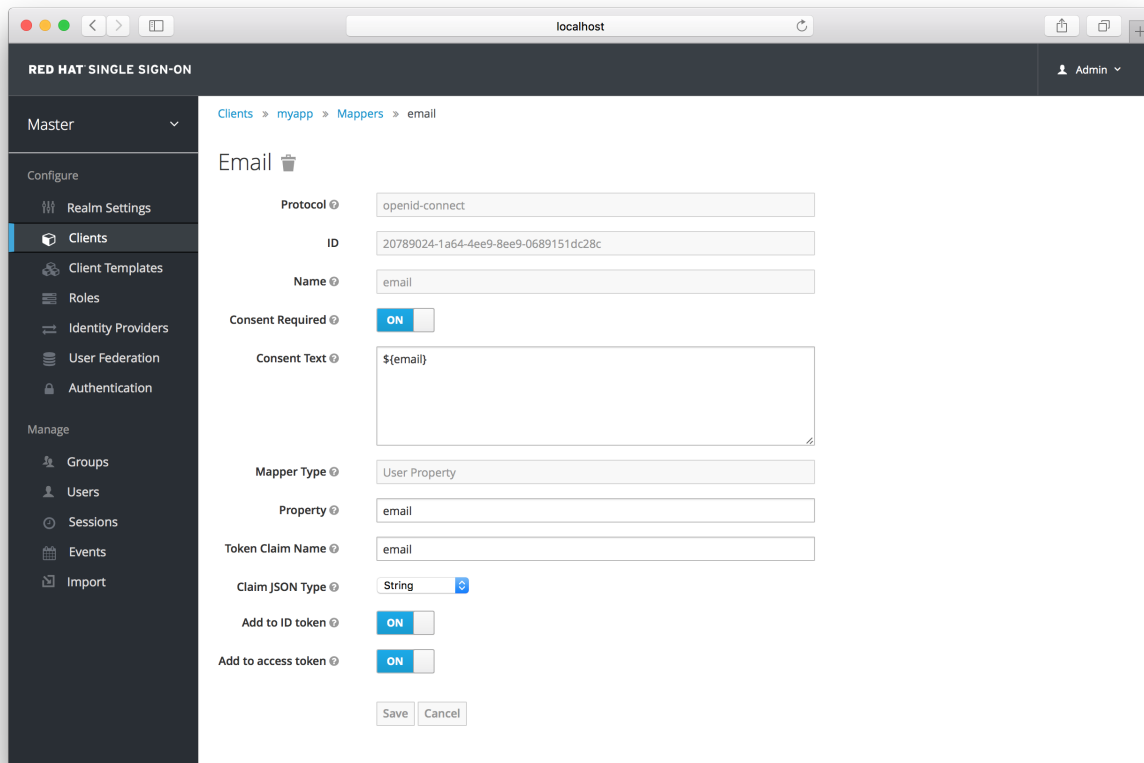 localhost
RED HAT SINGLE SIGN-ON
Admin
Master
Configure
Realm Settings
Clients
Client Templates
Roles
Identity Providers
User Federation
Authentication
Manage
Groups
Users
Sessions
Events
Import
Clients » myapp » Mappers » email
Email
Protocol openid-connect
ID 20789024-1a64-4ee9-8ee9-0689151dc28c
Name email
Consent Required ON
Consent Text ${email}
Mapper Type User Property
Property email
Token Claim Name email
Claim JSON Type String
Add to ID token ON
Add to access token ON
Save Cancel